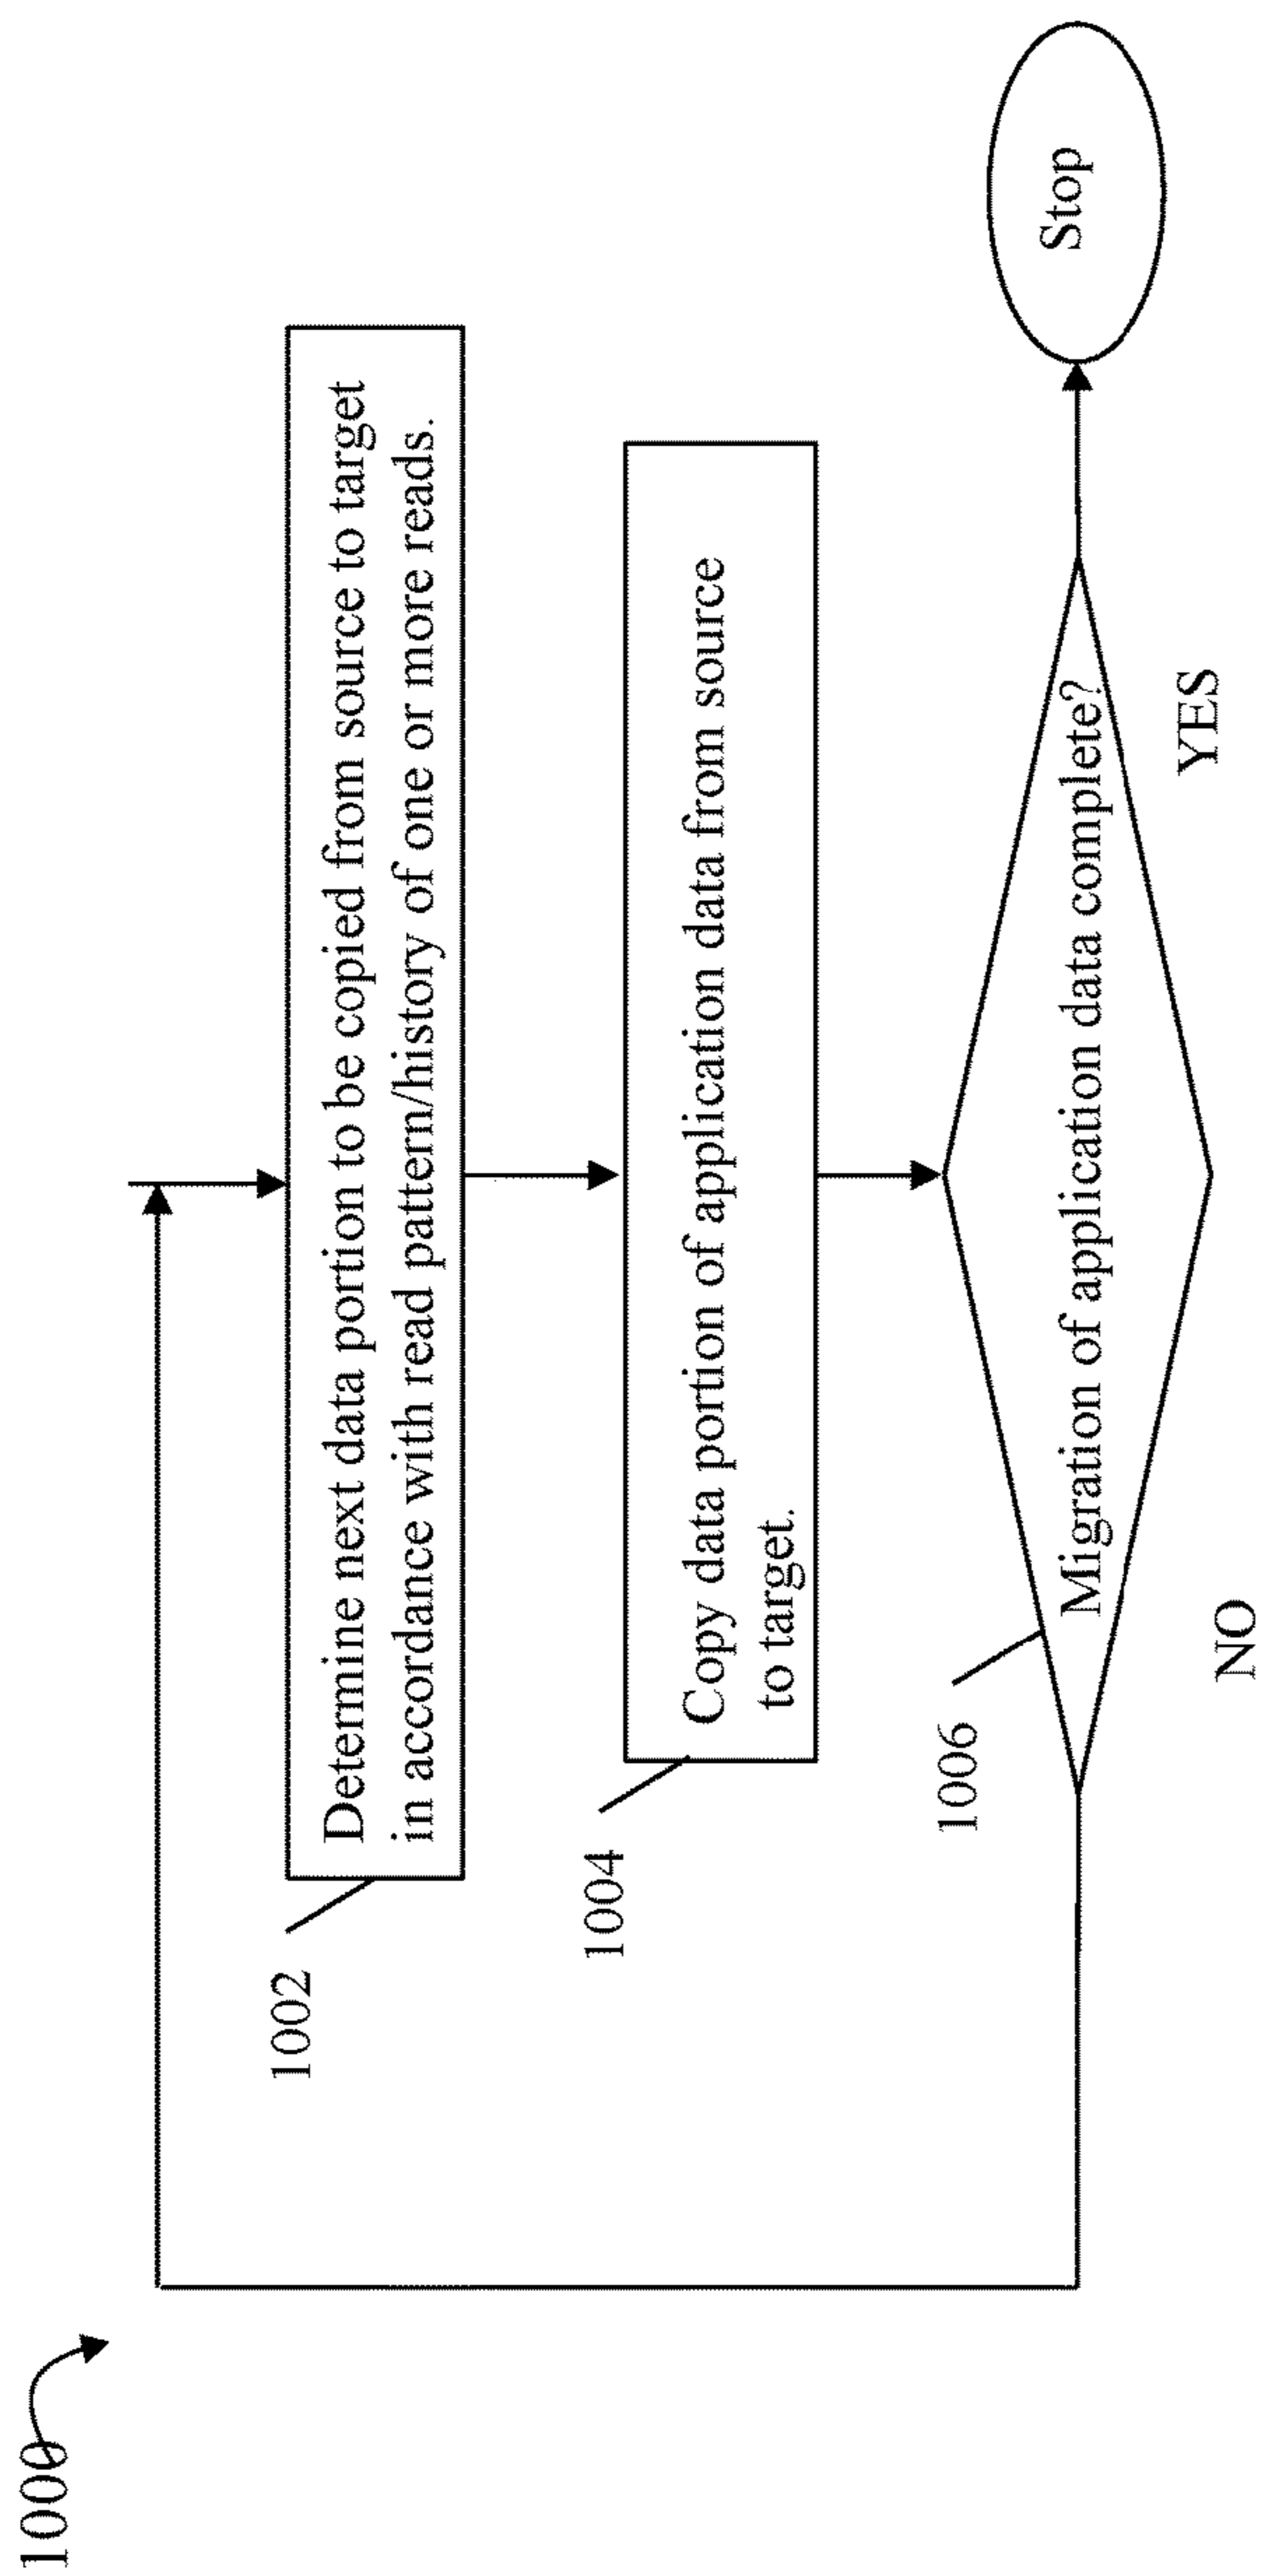 1000
1002
Determine next data portion to be copied from source to target
in accordance with read pattern/history of one or more reads.
1004
Copy data portion of application data from source
to target.
1006
Migration of application data complete?
Stop
NO
YES